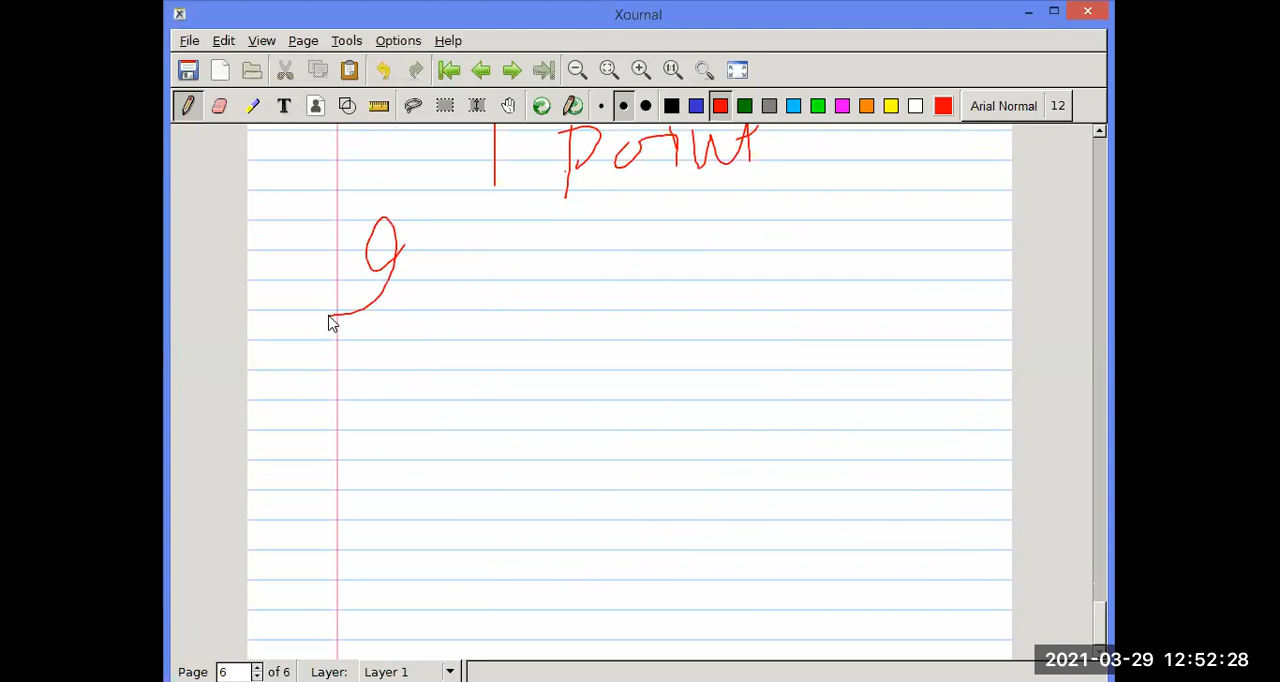 Xournal
File Edit View Page Tools Options Help
T Arial Normal 12
1 point
9
Page 6 of 6 Layer: Layer 1
2021-03-29 12:52:28